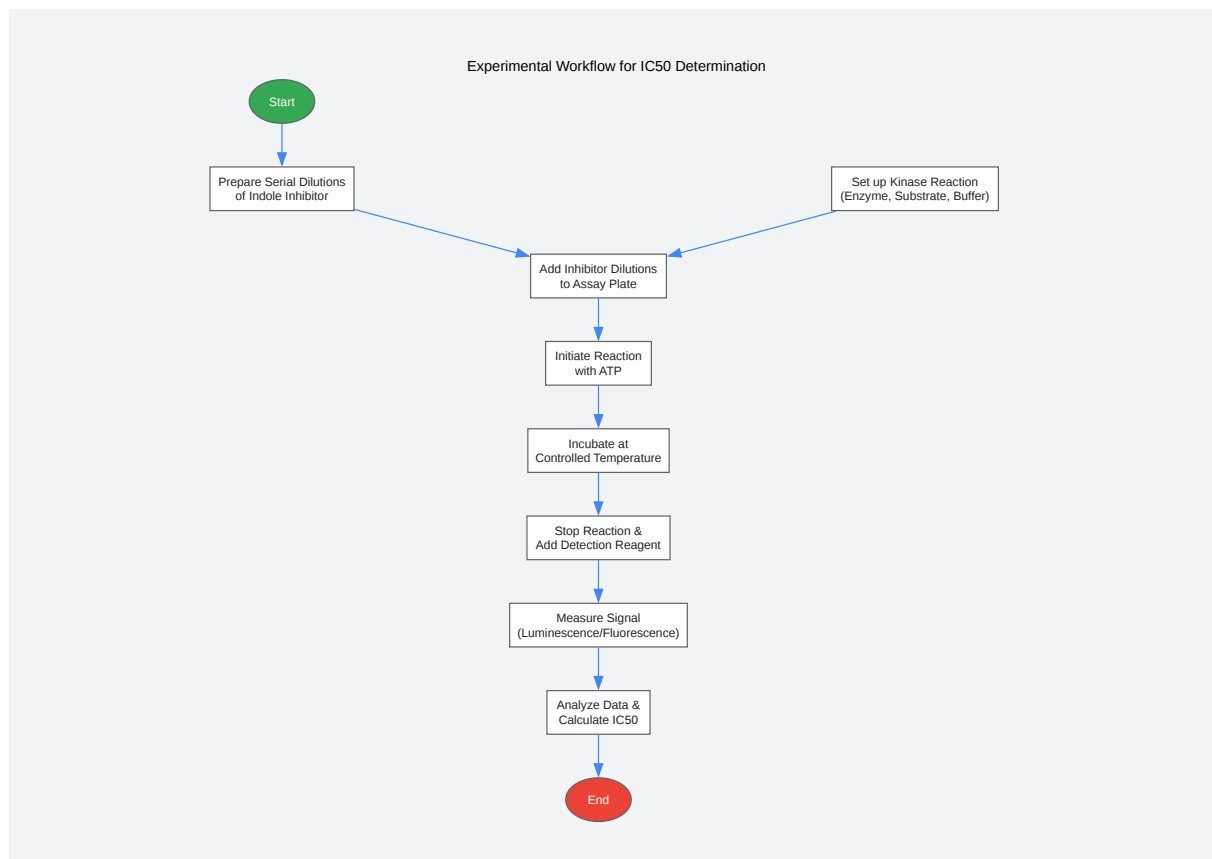 Experimental Workflow for IC50 Determination
Start
Prepare Serial Dilutions
of Indole Inhibitor
Set up Kinase Reaction
(Enzyme, Substrate, Buffer)
Add Inhibitor Dilutions
to Assay Plate
Initiate Reaction
with ATP
Incubate at
Controlled Temperature
Stop Reaction &
Add Detection Reagent
Measure Signal
(Luminescence/Fluorescence)
Analyze Data &
Calculate IC50
End